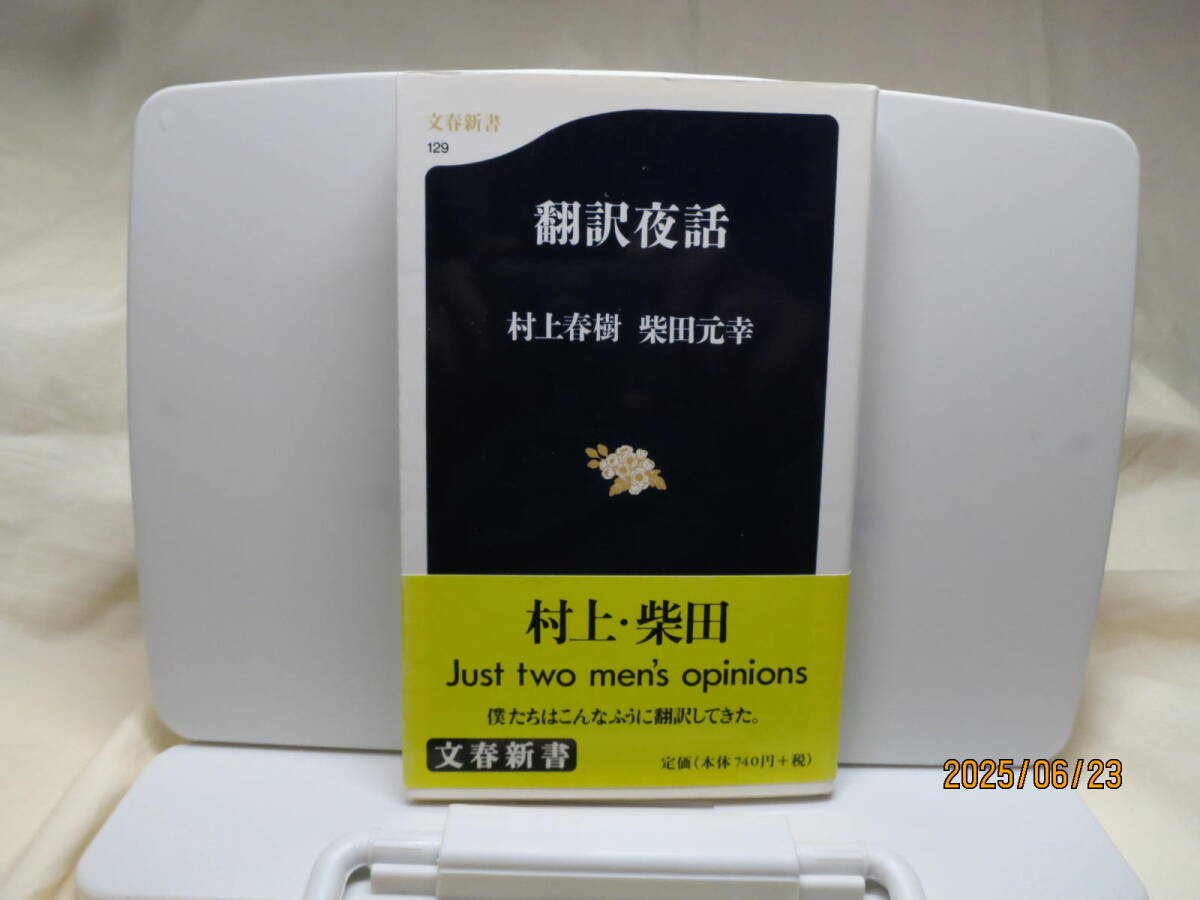 文春新書
129
翻訳夜話
村上春樹 柴田元幸
村上・柴田
Just two men's opinions
僕たちはこんなふうに翻訳してきた。
文春新書
定価(本体740円+税)
2025/06/23